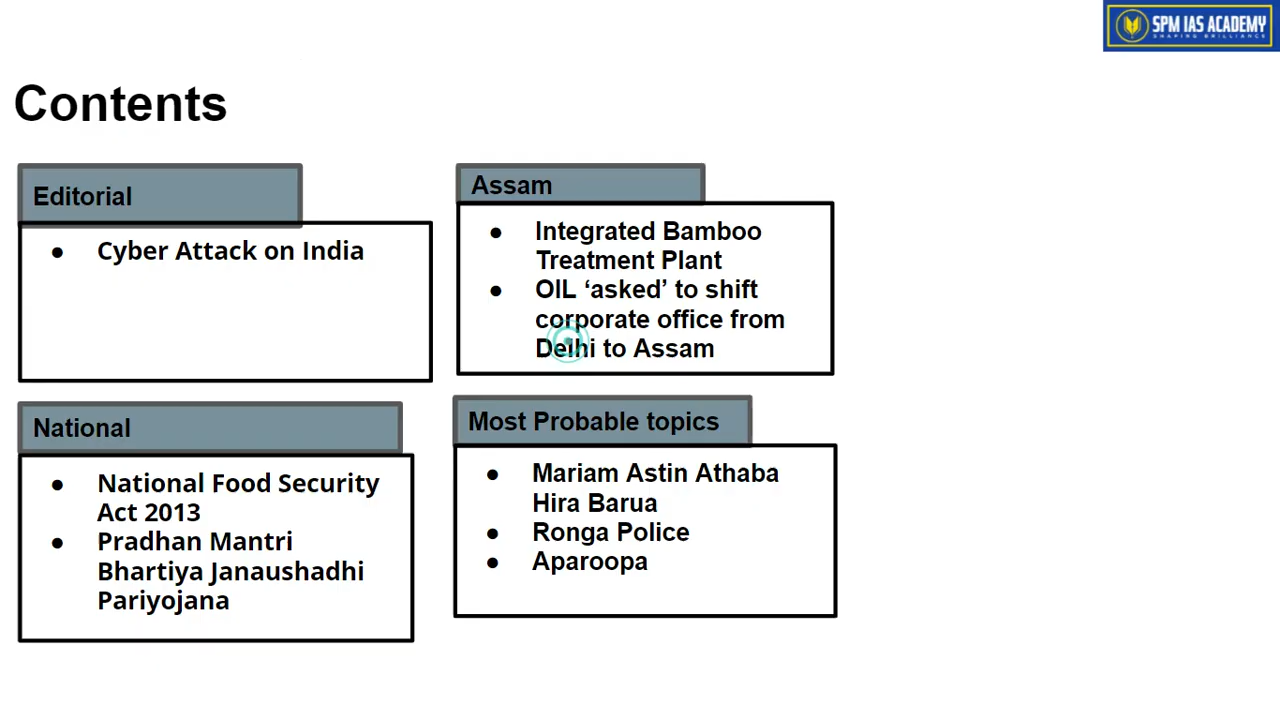 SPM IAS ACADEMY
SHAPING BRILLIANCE
Contents
Editorial
● Cyber Attack on India
Assam
● Integrated Bamboo
Treatment Plant
● OIL ‘asked’ to shift
corporate office from
Delhi to Assam
National
● National Food Security
Act 2013
● Pradhan Mantri
Bhartiya Janaushadhi
Pariyojana
Most Probable topics
● Mariam Astin Athaba
Hira Barua
● Ronga Police
● Aparoopa